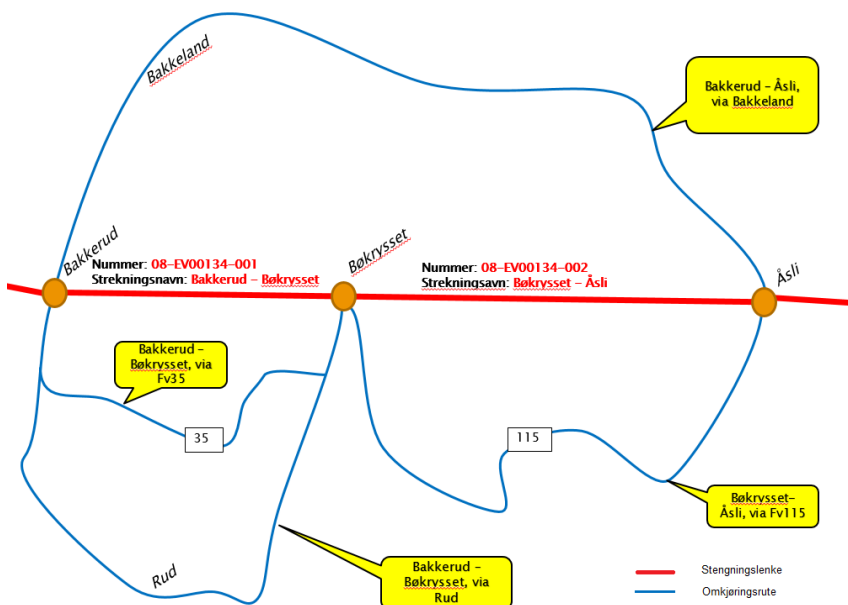 Bakkeland
Bakkerud – Åsli,
via Bakkeland
Bakkerud
Bøkrysset
Åsli
Nummer: 08-EV00134-001
Strekningsnavn: Bakkerud – Bøkrysset
Nummer: 08-EV00134-002
Strekningsavn: Bøkrysset – Åsli
Bakkerud –
Bøkrysset, via
Fv35
35
115
Bøkrysset–
Åsli, via Fv115
Rud
Bakkerud –
Bøkrysset, via
Rud
Stengningslenke
Omkjøringsrute